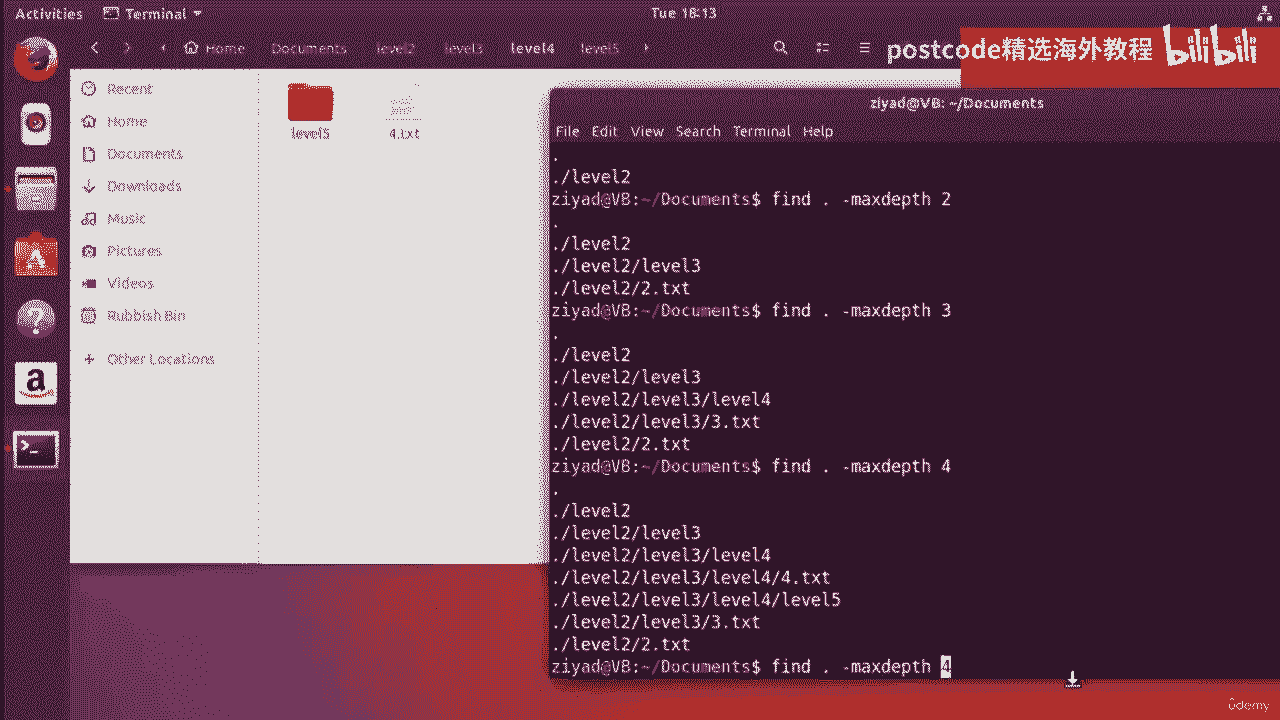 Activities Terminal Tue 18:13
Home Documents level2 level3 level4 level5
postcode精选海外教程 bilibili
Recent
Home
Documents
Downloads
Music
Pictures
Videos
Rubbish Bin
Other Locations
level5 4.txt
ziyad@VB: ~/Documents
File Edit View Search Terminal Help
.
./level2
ziyad@VB:~/Documents$ find . -maxdepth 2
.
./level2
./level2/level3
./level2/2.txt
ziyad@VB:~/Documents$ find . -maxdepth 3
.
./level2
./level2/level3
./level2/level3/level4
./level2/level3/3.txt
./level2/2.txt
ziyad@VB:~/Documents$ find . -maxdepth 4
.
./level2
./level2/level3
./level2/level3/level4
./level2/level3/level4/4.txt
./level2/level3/level4/level5
./level2/level3/3.txt
./level2/2.txt
ziyad@VB:~/Documents$ find . -maxdepth 4
ûdemy